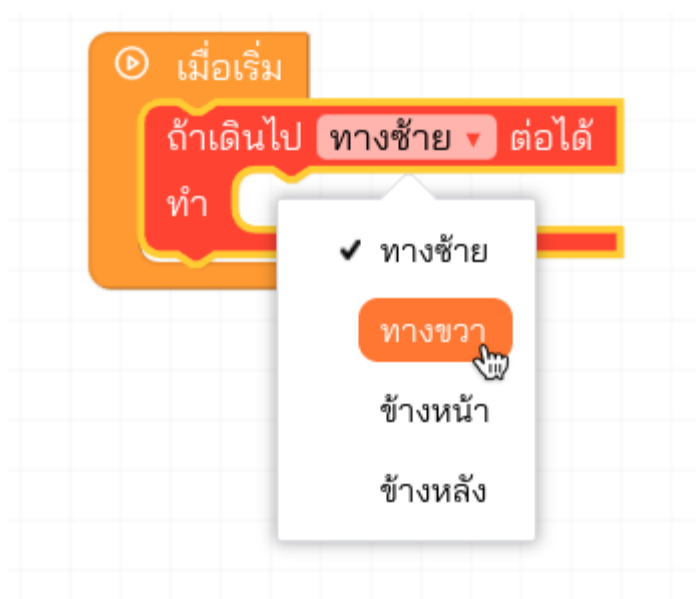 เมื่อเริ่ม
ถ้าเดินไป ทางซ้าย ต่อได้
ทำ
ทางซ้าย
ทางขวา
ข้างหน้า
ข้างหลัง